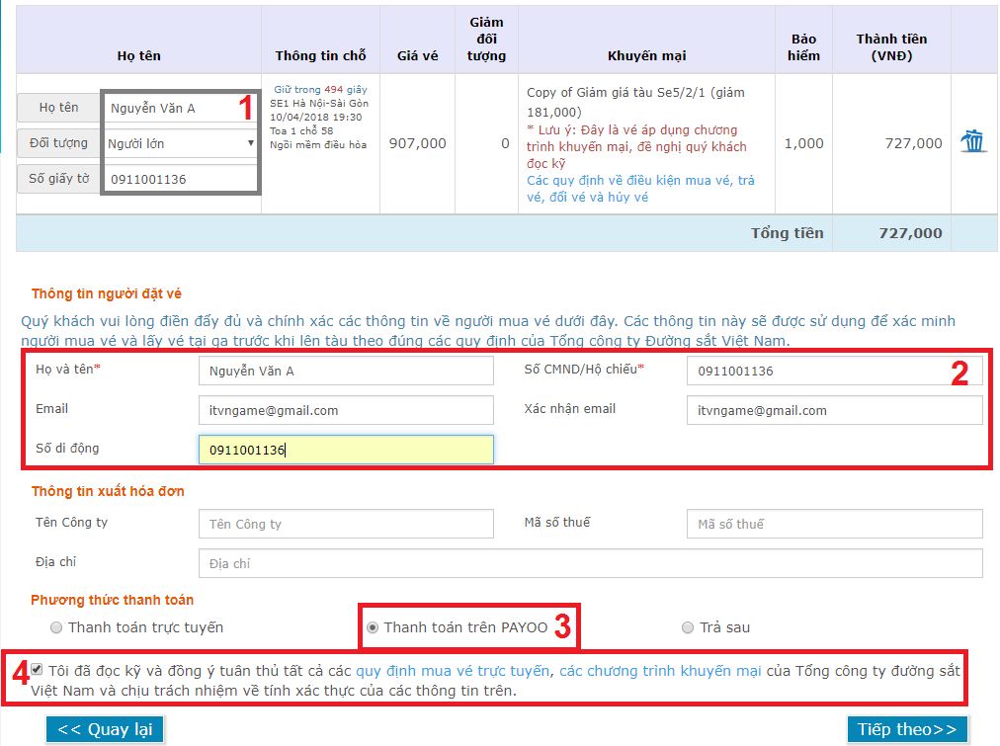 Họ tên
Thông tin chỗ
Giá vé
Giảm
đối
tượng
Khuyến mại
Bảo
hiểm
Thành tiền
(VNĐ)
Họ tên
Nguyễn Văn A
1
Đối tượng
Người lớn
Số giấy tờ
0911001136
Giữ trong 494 giây
SE1 Hà Nội-Sài Gòn
10/04/2018 19:30
Toa 1 chỗ 58
Ngồi mềm điều hòa
907,000
0
Copy of Giảm giá tàu Se5/2/1 (giảm
181,000)
* Lưu ý: Đây là vé áp dụng chương
trình khuyến mại, đề nghị quý khách
đọc kỹ
Các quy định về điều kiện mua vé, trả
vé, đổi vé và hủy vé
1,000
727,000
Tổng tiền
727,000
Thông tin người đặt vé
Quý khách vui lòng điền đẩy đủ và chính xác các thông tin về người mua vé dưới đây. Các thông tin này sẽ được sử dụng để xác minh
người mua vé và lấy vé tại ga trước khi lên tàu theo đúng các quy định của Tổng công ty Đường sắt Việt Nam.
Họ và tên*
Nguyễn Văn A
Số CMND/Hộ chiếu*
0911001136
2
Email
itvngame@gmail.com
Xác nhận email
itvngame@gmail.com
Số di động
0911001136
Thông tin xuất hóa đơn
Tên Công ty
Tên Công ty
Mã số thuế
Mã số thuế
Địa chỉ
Địa chỉ
Phương thức thanh toán
Thanh toán trực tuyến
Thanh toán trên PAYOO
3
Trả sau
4
Tôi đã đọc kỹ và đồng ý tuân thủ tất cả các quy định mua vé trực tuyến, các chương trình khuyến mại của Tổng công ty đường sắt
Việt Nam và chịu trách nhiệm về tính xác thực của các thông tin trên.
<< Quay lại
Tiếp theo>>